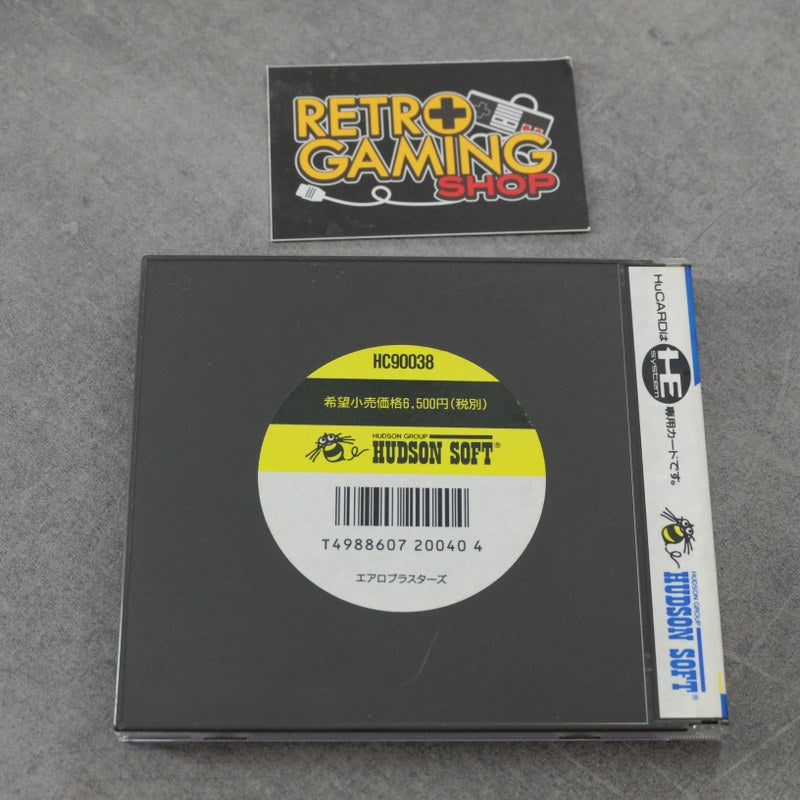 RETRO
GAMING
SHOP
HC90038
希望小売価格6,500円(税別)
HUDSON GROUP
HUDSON SOFT®
T4988607 20040 4
エアロブラスターズ
HuCARDは
HE
system
専用カードです。
HUDSON GROUP
HUDSON SOFT®